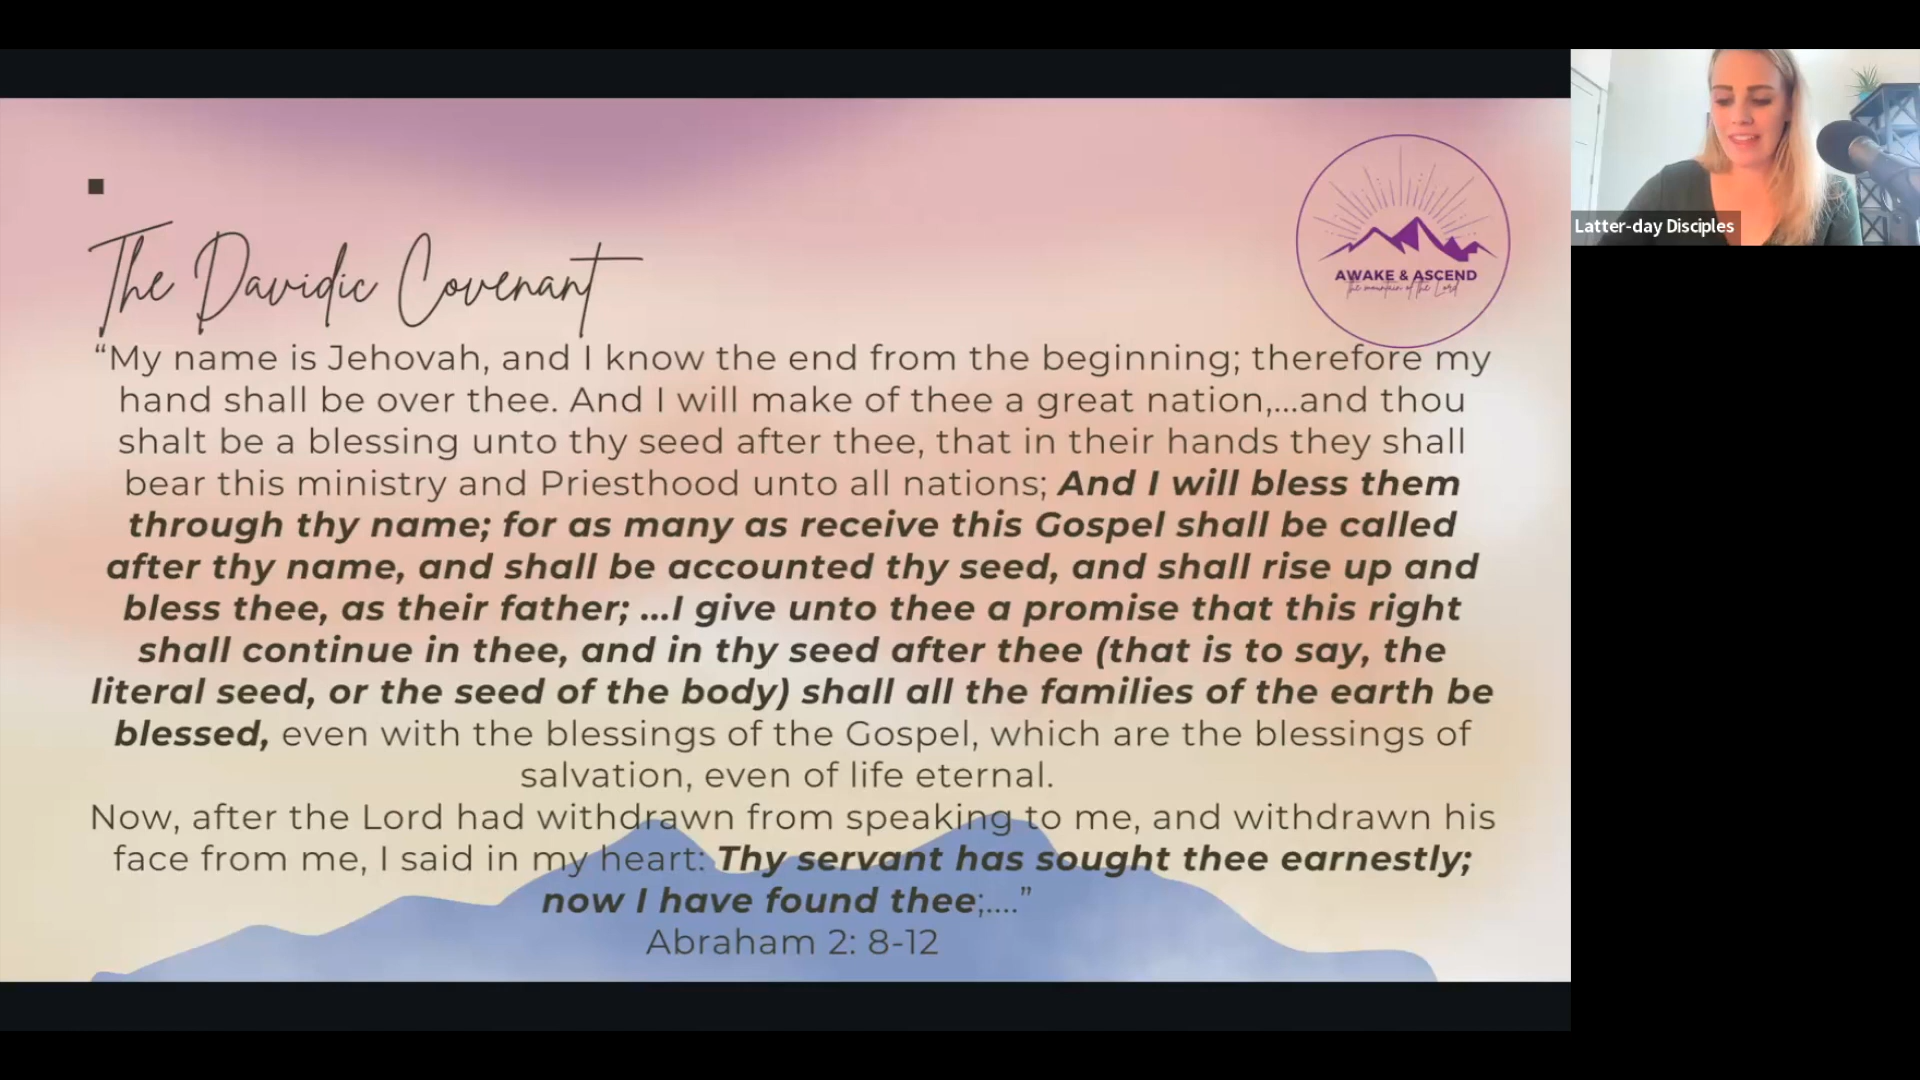 The Davidic Covenant
AWAKE & ASCEND
The mountain of the Lord
“My name is Jehovah, and I know the end from the beginning; therefore my
hand shall be over thee. And I will make of thee a great nation,...and thou
shalt be a blessing unto thy seed after thee, that in their hands they shall
bear this ministry and Priesthood unto all nations; And I will bless them
through thy name; for as many as receive this Gospel shall be called
after thy name, and shall be accounted thy seed, and shall rise up and
bless thee, as their father; ...I give unto thee a promise that this right
shall continue in thee, and in thy seed after thee (that is to say, the
literal seed, or the seed of the body) shall all the families of the earth be
blessed, even with the blessings of the Gospel, which are the blessings of
salvation, even of life eternal.
Now, after the Lord had withdrawn from speaking to me, and withdrawn his
face from me, I said in my heart: Thy servant has sought thee earnestly;
now I have found thee;....”
Abraham 2: 8-12
Latter-day Disciples